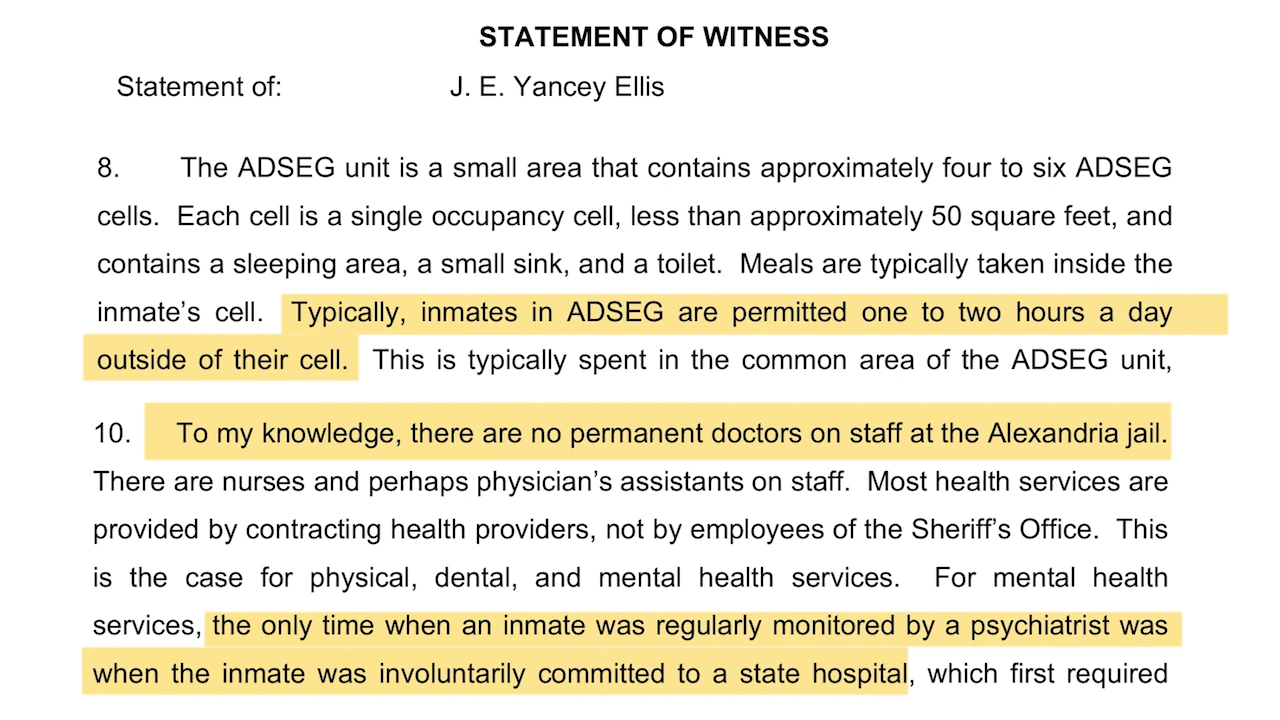 STATEMENT OF WITNESS
Statement of: J. E. Yancey Ellis
8. The ADSEG unit is a small area that contains approximately four to six ADSEG
cells. Each cell is a single occupancy cell, less than approximately 50 square feet, and
contains a sleeping area, a small sink, and a toilet. Meals are typically taken inside the
inmate’s cell. Typically, inmates in ADSEG are permitted one to two hours a day
outside of their cell. This is typically spent in the common area of the ADSEG unit,
10. To my knowledge, there are no permanent doctors on staff at the Alexandria jail.
There are nurses and perhaps physician’s assistants on staff. Most health services are
provided by contracting health providers, not by employees of the Sheriff’s Office. This
is the case for physical, dental, and mental health services. For mental health
services, the only time when an inmate was regularly monitored by a psychiatrist was
when the inmate was involuntarily committed to a state hospital, which first required